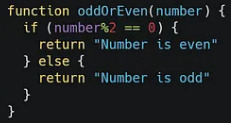 function oddOrEven(number) {
  if (number%2 == 0) {
    return "Number is even"
  } else {
    return "Number is odd"
  }
}